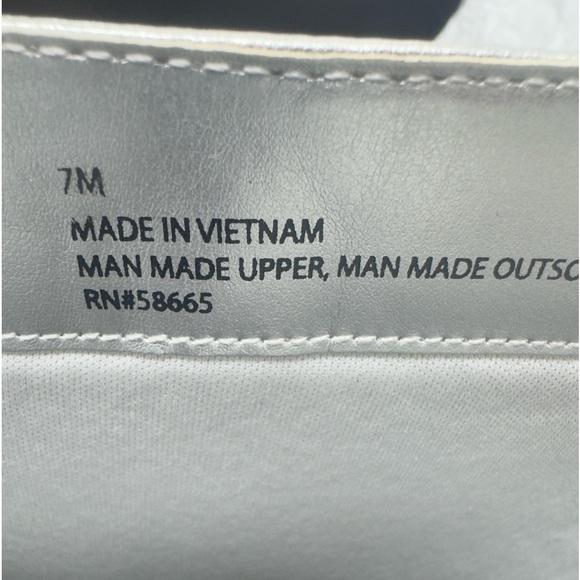 7M
MADE IN VIETNAM
MAN MADE UPPER, MAN MADE OUTSO
RN#58665